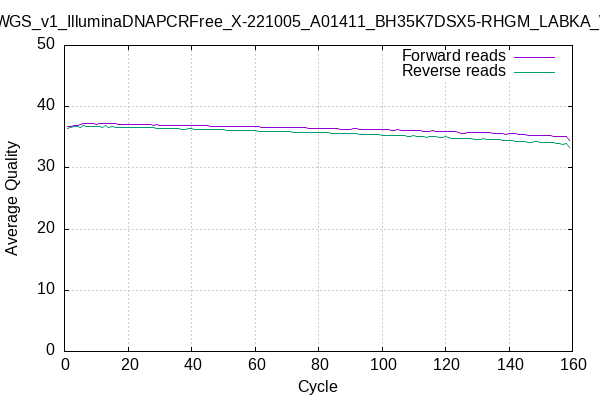 WGS_v1_IlluminaDNAPCRFree_X-221005_A01411_BH35K7DSX5-RHGM_LABKA_
Forward reads
Reverse reads
50
40
30
20
10
0
Average Quality
0 20 40 60 80 100 120 140 160
Cycle